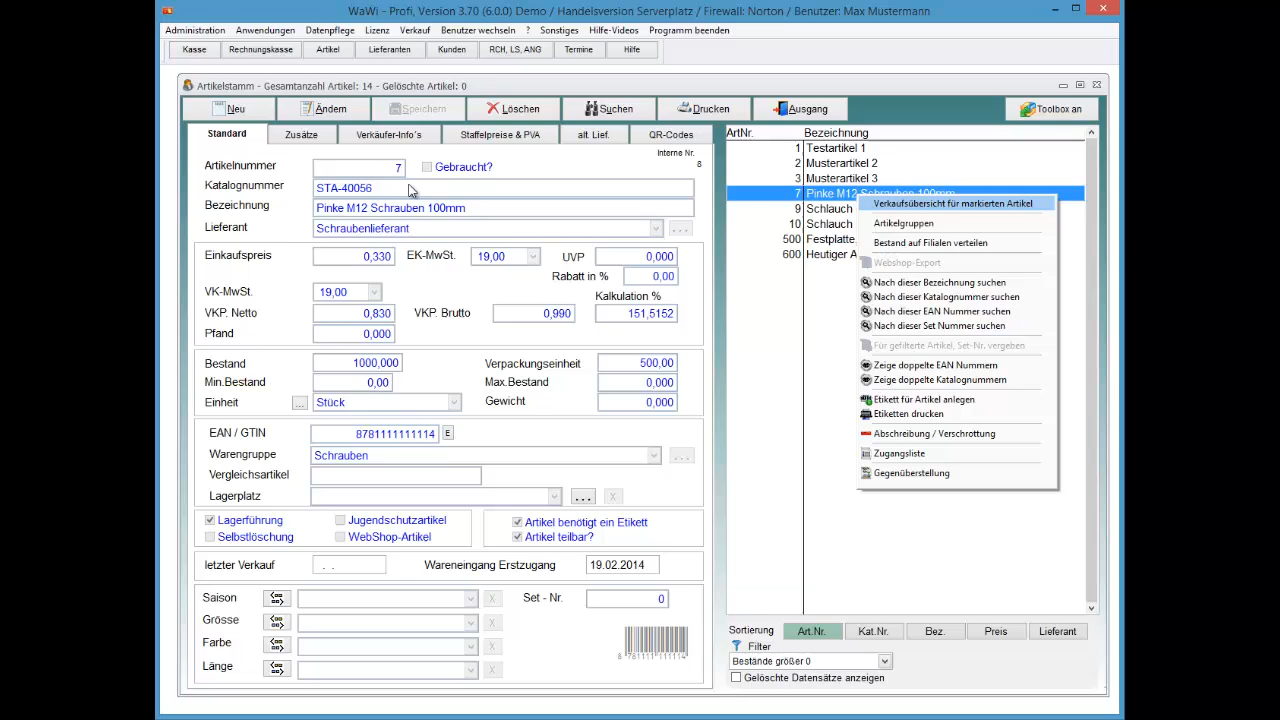 WaWi - Profi, Version 3.70 (6.0.0) Demo / Handelsversion Serverplatz / Firewall: Norton / Benutzer: Max Mustermann
Administration Anwendungen Datenpflege Lizenz Verkauf Benutzer wechseln ? Sonstiges Hilfe-Videos Programm beenden
Kasse Rechnungskasse Artikel Lieferanten Kunden RCH, LS, ANG Termine Hilfe
Artikelstamm - Gesamtanzahl Artikel: 14 - Gelöschte Artikel: 0
Neu Ändern Speichern Löschen Suchen Drucken Ausgang Toolbox an
Standard Zusätze Verkäufer-Info´s Staffelpreise & PVA alt. Lief. QR-Codes
Interne Nr.
8
Artikelnummer 7 Gebraucht?
Katalognummer STA-40056
Bezeichnung Pinke M12 Schrauben 100mm
Lieferant Schraubenlieferant ...
Einkaufspreis 0,330 EK-MwSt. 19,00 UVP 0,000
Rabatt in % 0,00
VK-MwSt. 19,00 Kalkulation %
VKP. Netto 0,830 VKP. Brutto 0,990 151,5152
Pfand 0,000
Bestand 1000,000 Verpackungseinheit 500,00
Min.Bestand 0,00 Max.Bestand 0,000
Einheit ... Stück Gewicht 0,000
EAN / GTIN 8781111111114 E
Warengruppe Schrauben ...
Vergleichsartikel
Lagerplatz ... X
Lagerführung Jugendschutzartikel Artikel benötigt ein Etikett
Selbstlöschung WebShop-Artikel Artikel teilbar?
letzter Verkauf . . Wareneingang Erstzugang 19.02.2014
Saison X Set - Nr. 0
Grösse X
Farbe X
Länge X
8 781111 111114
ArtNr. Bezeichnung
1 Testartikel 1
2 Musterartikel 2
3 Musterartikel 3
7 Pinke M12 Schrauben 100mm
9 Schlauch
10 Schlauch
500 Festplatte,
600 Heutiger A
Verkaufsübersicht für markierten Artikel
Artikelgruppen
Bestand auf Filialen verteilen
Webshop-Export
Nach dieser Bezeichnung suchen
Nach dieser Katalognummer suchen
Nach dieser EAN Nummer suchen
Nach dieser Set Nummer suchen
Für gefilterte Artikel, Set-Nr. vergeben
Zeige doppelte EAN Nummern
Zeige doppelte Katalognummern
Etikett für Artikel anlegen
Etiketten drucken
Abschreibung / Verschrottung
Zugangsliste
Gegenüberstellung
Sortierung Art.Nr. Kat.Nr. Bez. Preis Lieferant
Filter
Bestände größer 0
Gelöschte Datensätze anzeigen